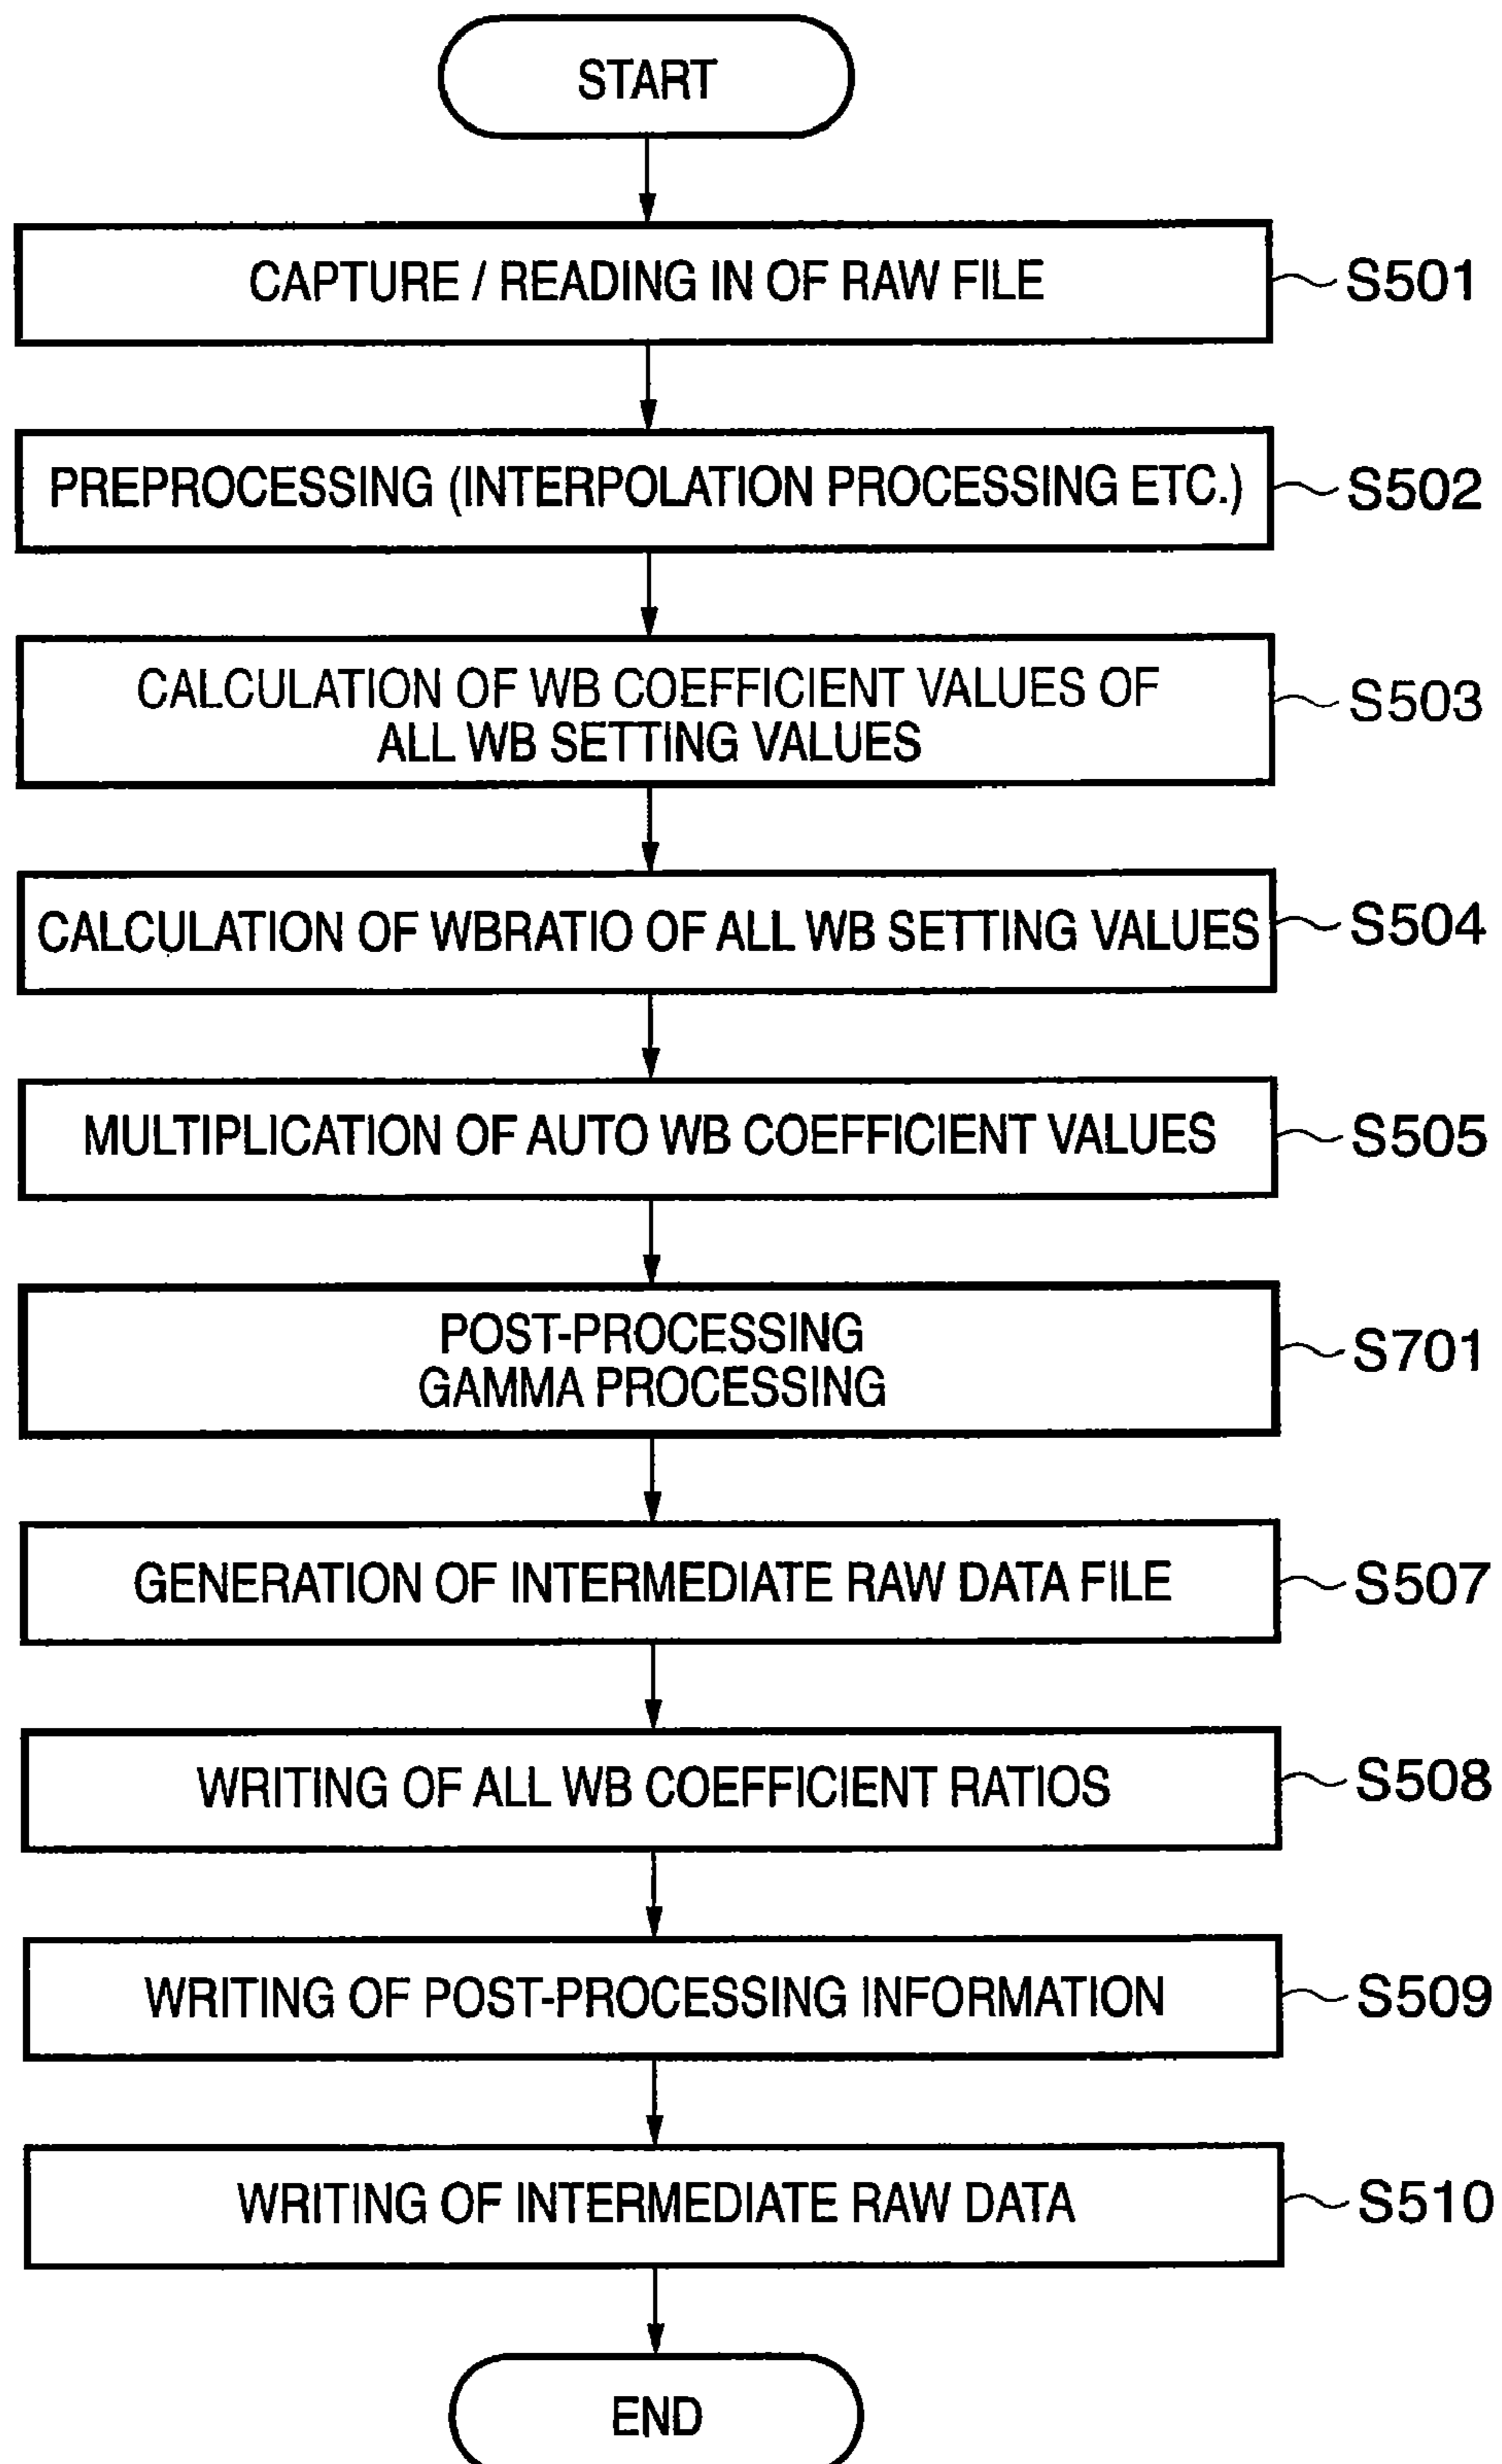 START
CAPTURE / READING IN OF RAW FILE
S501
PREPROCESSING (INTERPOLATION PROCESSING ETC.)
S502
CALCULATION OF WB COEFFICIENT VALUES OF
ALL WB SETTING VALUES
S503
CALCULATION OF WBRATIO OF ALL WB SETTING VALUES
S504
MULTIPLICATION OF AUTO WB COEFFICIENT VALUES
S505
POST-PROCESSING
GAMMA PROCESSING
S701
GENERATION OF INTERMEDIATE RAW DATA FILE
S507
WRITING OF ALL WB COEFFICIENT RATIOS
S508
WRITING OF POST-PROCESSING INFORMATION
S509
WRITING OF INTERMEDIATE RAW DATA
S510
END